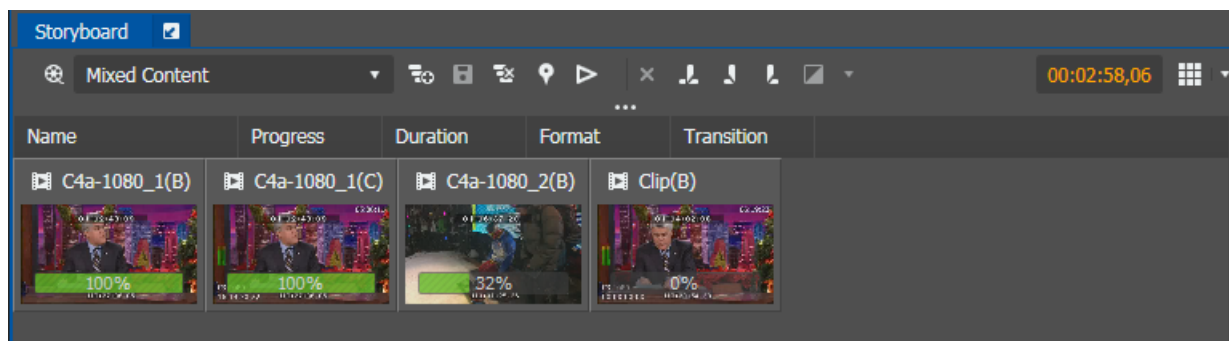 Storyboard
Mixed Content
00:02:58,06
Name Progress Duration Format Transition
C4a-1080_1(B) C4a-1080_1(C) C4a-1080_2(B) Clip(B)
100% 100% 32% 0%